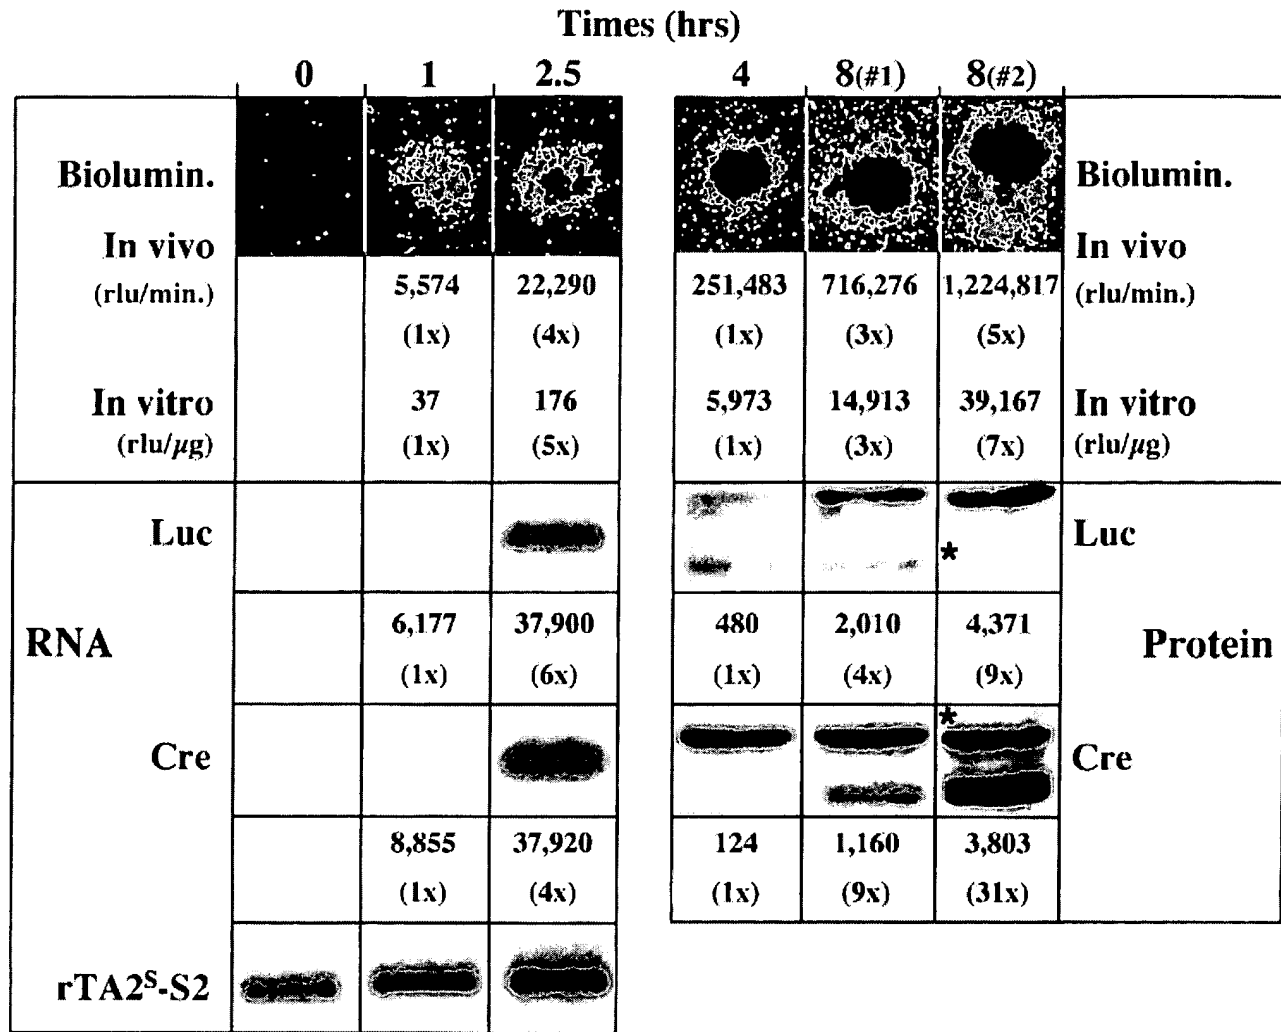 Times (hrs)
0 1 2.5 4 8(#1) 8(#2)
Biolumin. Biolumin.
In vivo In vivo
(rlu/min.) 5,574 22,290 251,483 716,276 1,224,817 (rlu/min.)
(1x) (4x) (1x) (3x) (5x)
In vitro 37 176 5,973 14,913 39,167 In vitro
(rlu/µg) (1x) (5x) (1x) (3x) (7x) (rlu/µg)
Luc * Luc
RNA 6,177 37,900 480 2,010 4,371 Protein
(1x) (6x) (1x) (4x) (9x)
Cre * Cre
8,855 37,920 124 1,160 3,803
(1x) (4x) (1x) (9x) (31x)
rTA2ˢ-S2